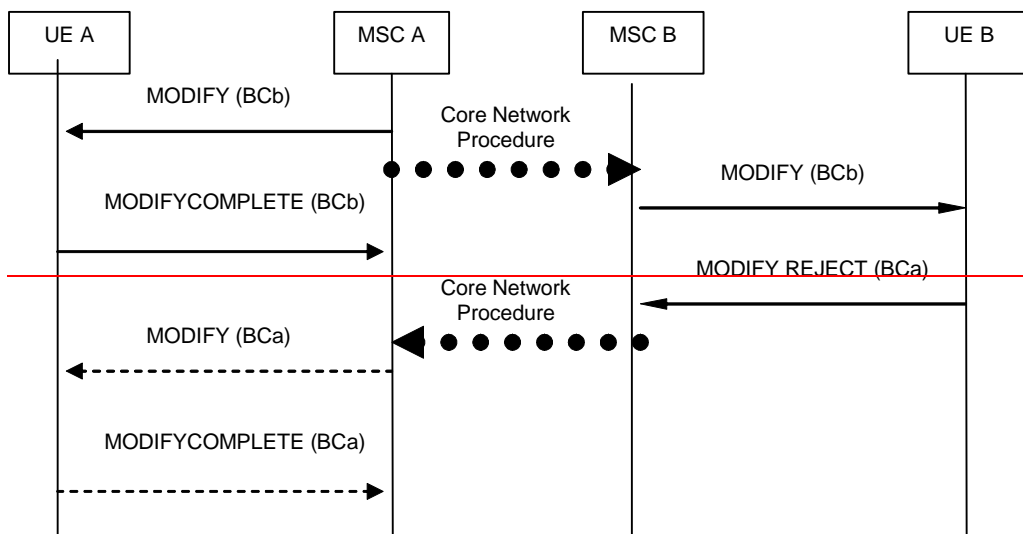 UE A
MSC A
MSC B
UE B
MODIFY (BCb)
Core Network
Procedure
MODIFY (BCb)
MODIFYCOMPLETE (BCb)
MODIFY REJECT (BCa)
Core Network
Procedure
MODIFY (BCa)
MODIFYCOMPLETE (BCa)